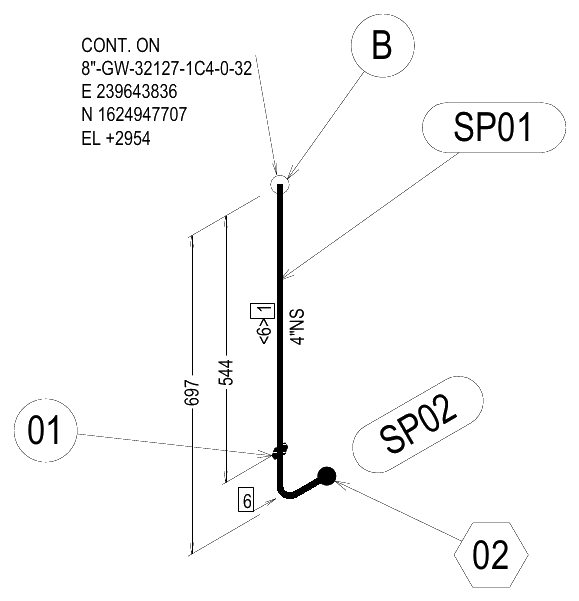 CONT. ON
8"-GW-32127-1C4-0-32
E 239643836
N 1624947707
EL +2954
B
SP01
<6> 1
4"NS
544
697
01
SP02
6
02